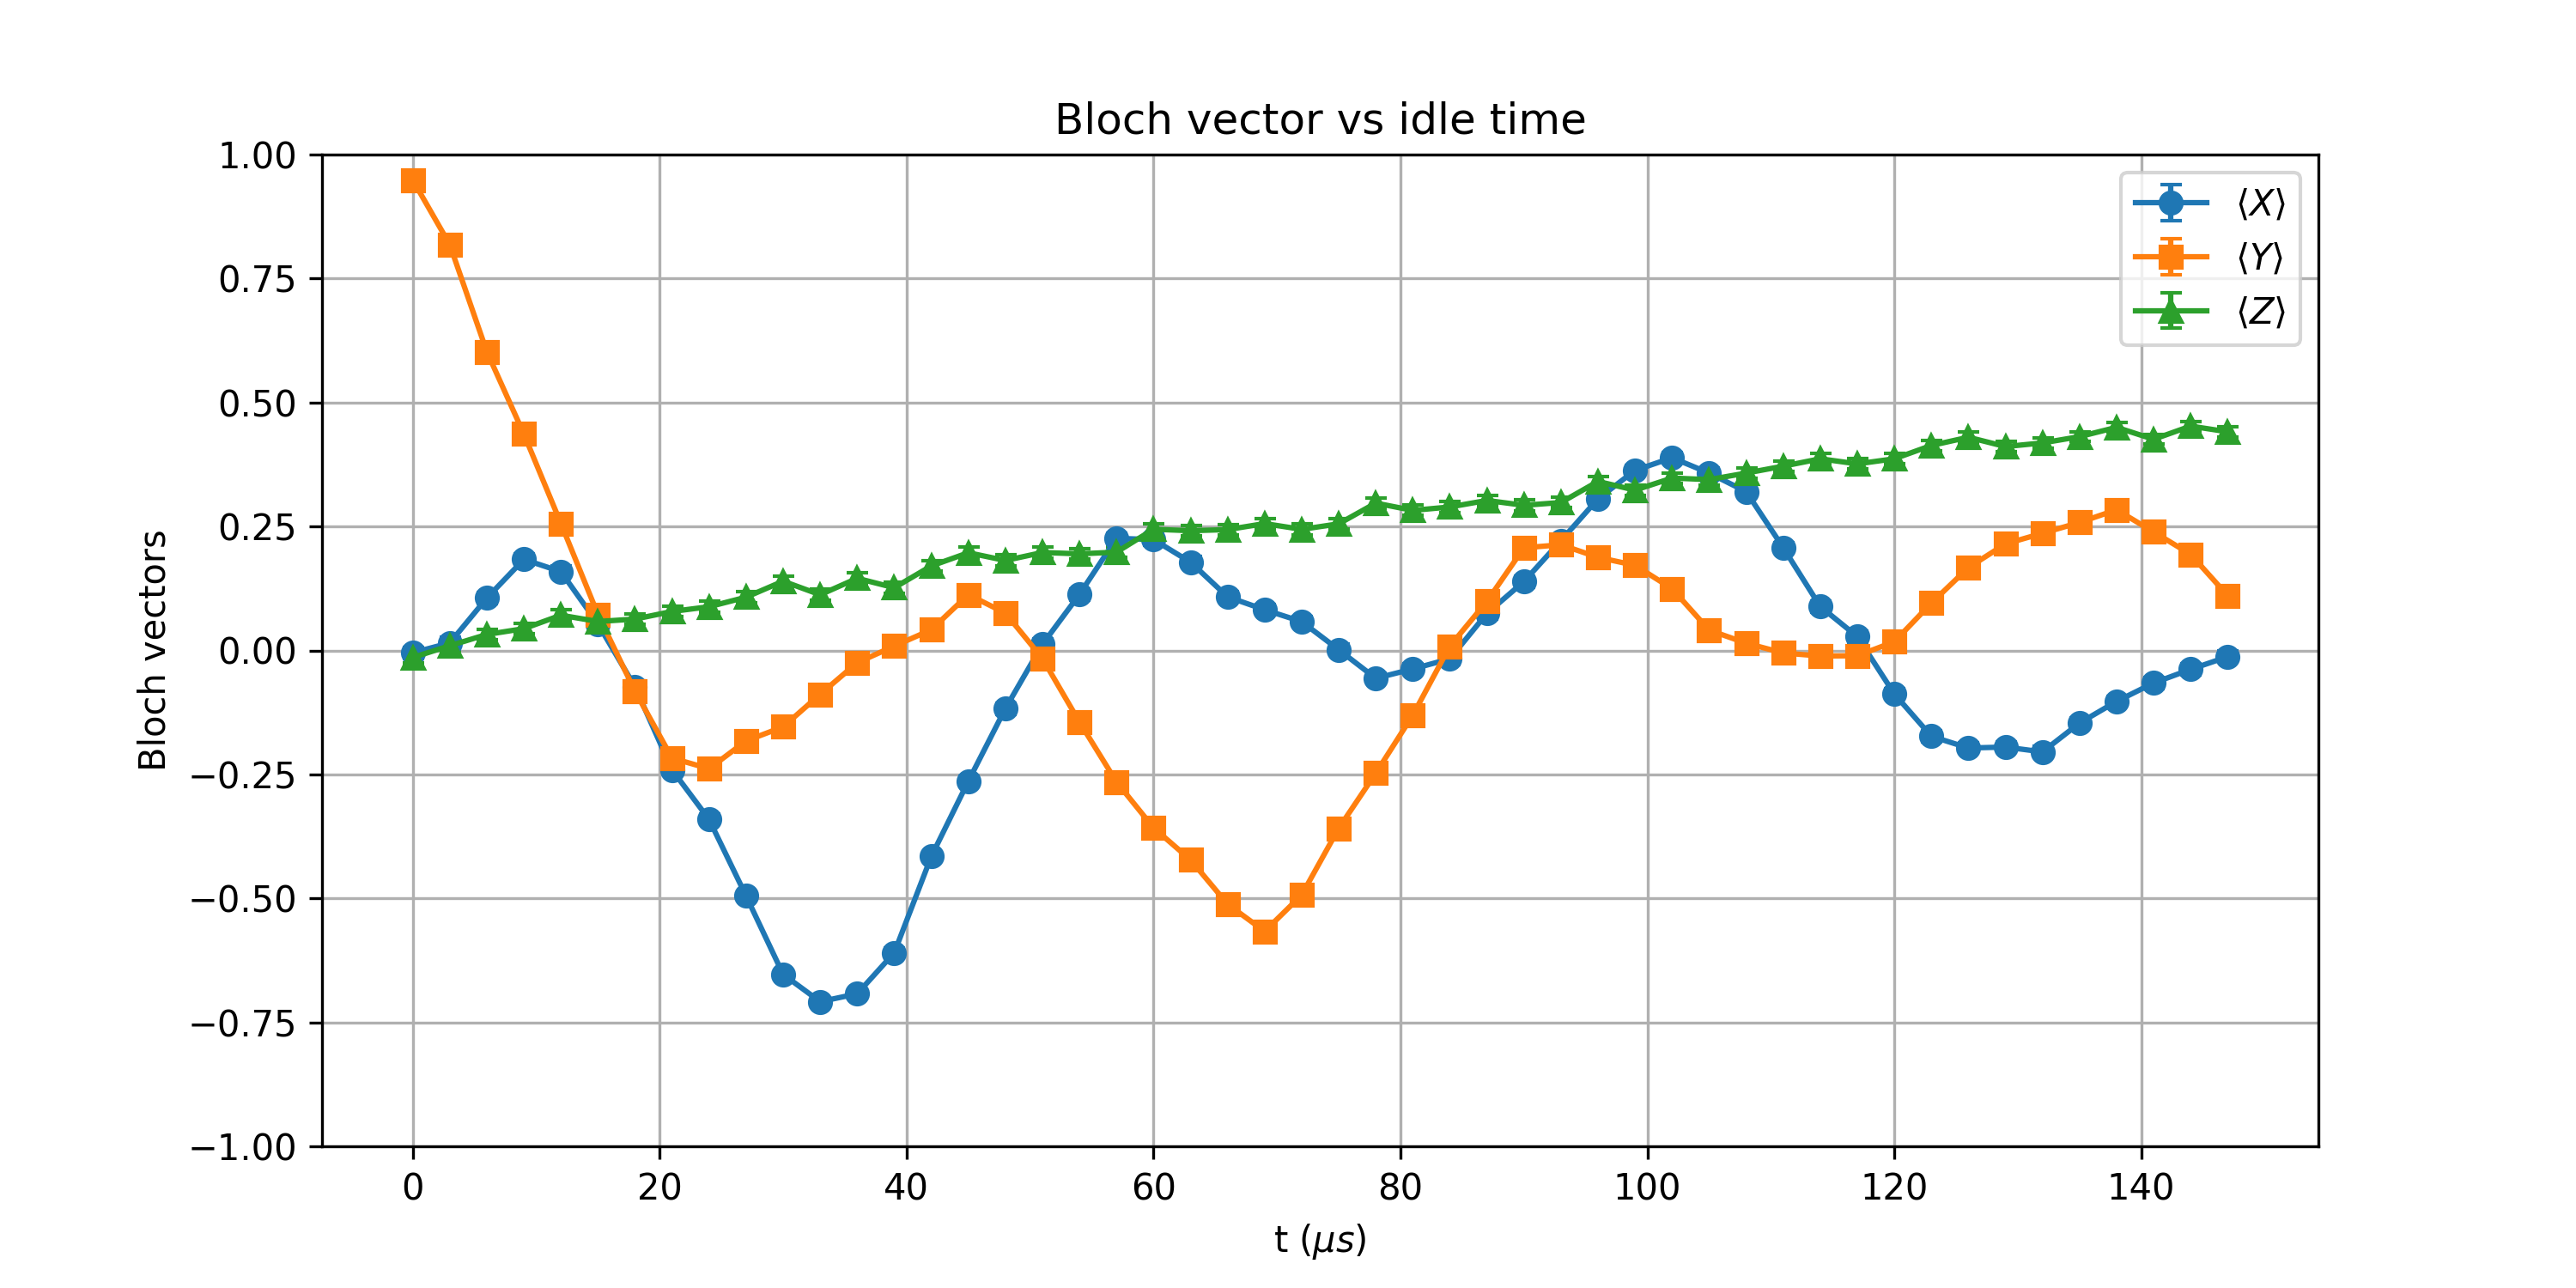 Bloch vector vs idle time
1.00
0.75
0.50
0.25
0.00
−0.25
−0.50
−0.75
−1.00
Bloch vectors
0 20 40 60 80 100 120 140
t (μs)
⟨X⟩
⟨Y⟩
⟨Z⟩